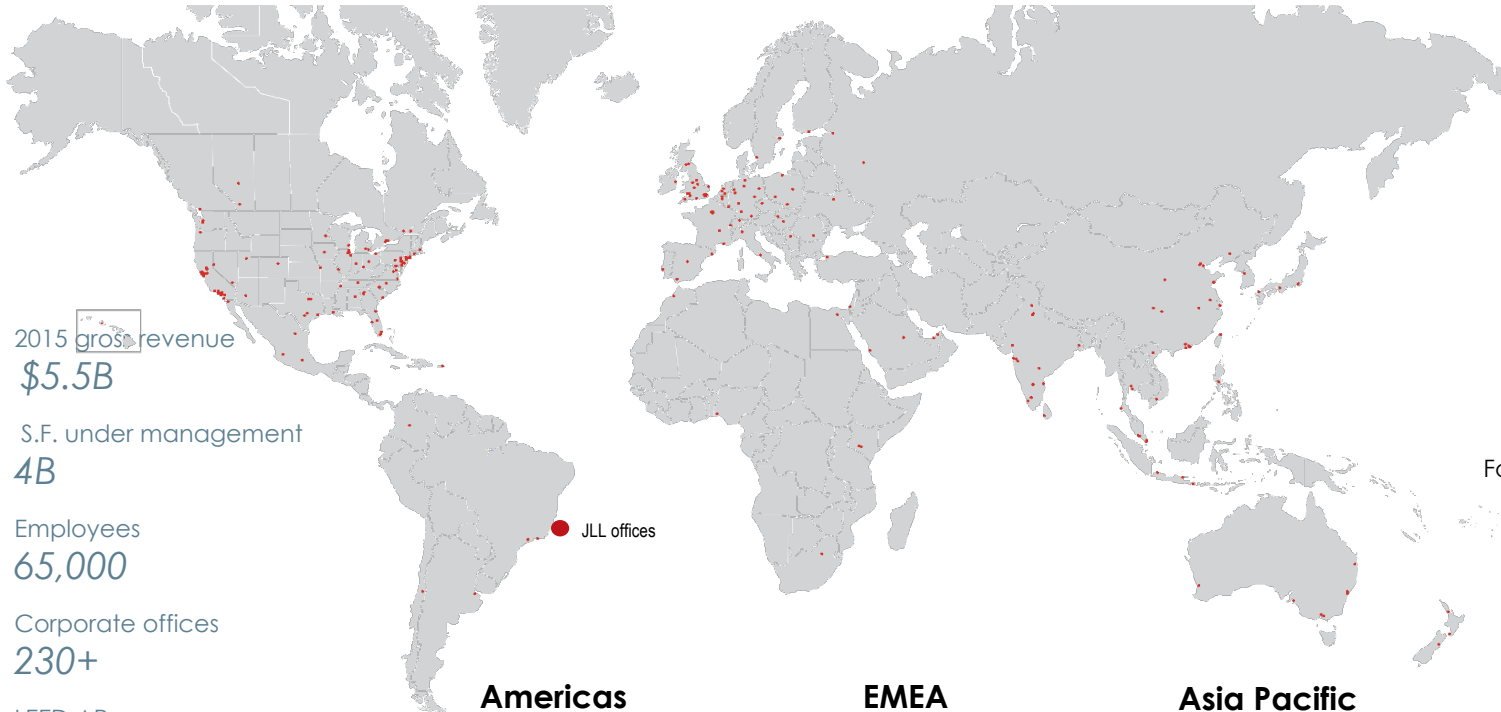 2015 gross revenue
$5.5B
S.F. under management
4B
Employees
65,000
Corporate offices
230+
JLL offices
Americas
EMEA
Asia Pacific